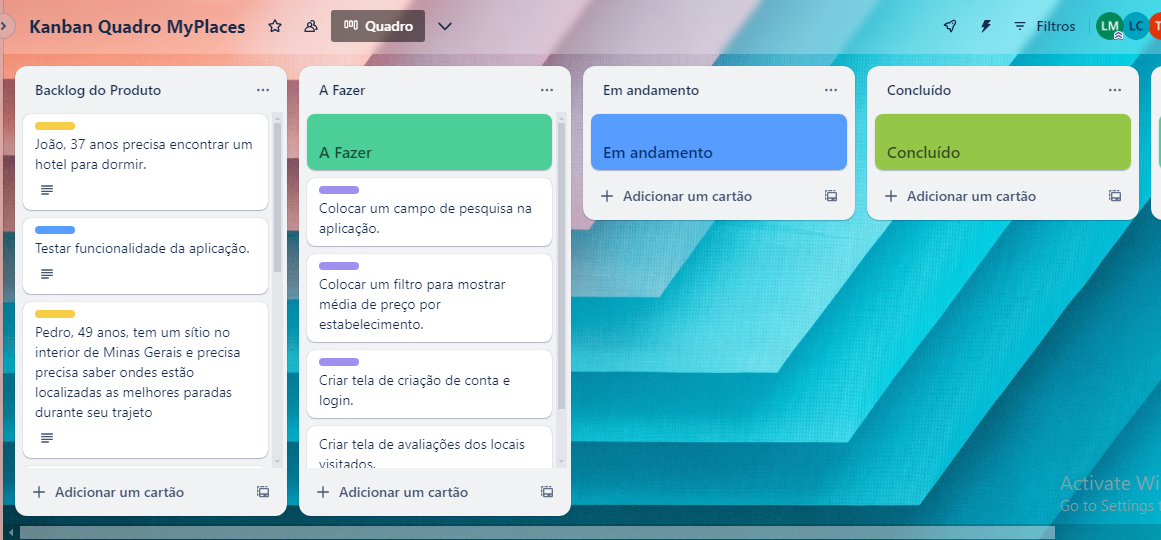 Kanban Quadro MyPlaces
Quadro
Filtros
LM
LC
T
Backlog do Produto
João, 37 anos precisa encontrar um
hotel para dormir.
Testar funcionalidade da aplicação.
Pedro, 49 anos, tem um sítio no
interior de Minas Gerais e precisa
precisa saber ondes estão
localizadas as melhores paradas
durante seu trajeto
Adicionar um cartão
A Fazer
A Fazer
Colocar um campo de pesquisa na
aplicação.
Colocar um filtro para mostrar
média de preço por
estabelecimento.
Criar tela de criação de conta e
login.
Criar tela de avaliações dos locais
visitados.
Adicionar um cartão
Em andamento
Em andamento
Adicionar um cartão
Concluído
Concluído
Adicionar um cartão
Activate Wi
Go to Settings t